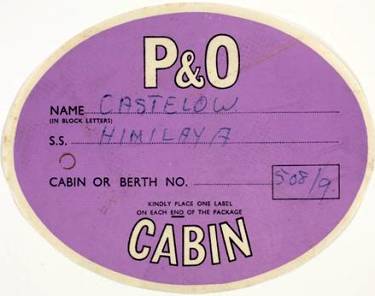 P&O
NAME CASTELOW
(IN BLOCK LETTERS)
S.S. HIMILAYA
CABIN OR BERTH NO. 508/9.
KINDLY PLACE ONE LABEL
ON EACH END OF THE PACKAGE
CABIN